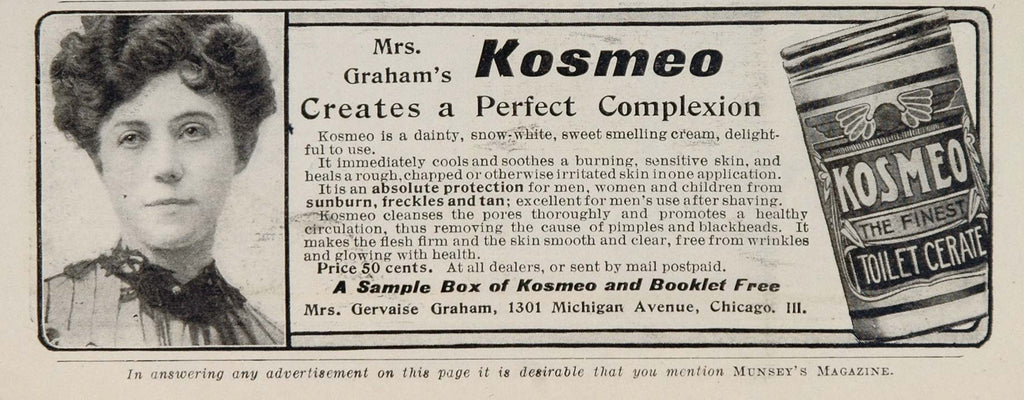 Mrs.
Graham's
Kosmeo
Creates a Perfect Complexion
Kosmeo is a dainty, snow-white, sweet smelling cream, delight-
ful to use.
It immediately cools and soothes a burning, sensitive skin, and
heals a rough, chapped or otherwise irritated skin in one application.
It is an absolute protection for men, women and children from
sunburn, freckles and tan; excellent for men's use after shaving.
Kosmeo cleanses the pores thoroughly and promotes a healthy
circulation, thus removing the cause of pimples and blackheads. It
makes the flesh firm and the skin smooth and clear, free from wrinkles
and glowing with health.
Price 50 cents. At all dealers, or sent by mail postpaid.
A Sample Box of Kosmeo and Booklet Free
Mrs. Gervaise Graham, 1301 Michigan Avenue, Chicago. Ill.
KOSMEO
THE FINEST
TOILET CERATE
In answering any advertisement on this page it is desirable that you mention MUNSEY'S MAGAZINE.